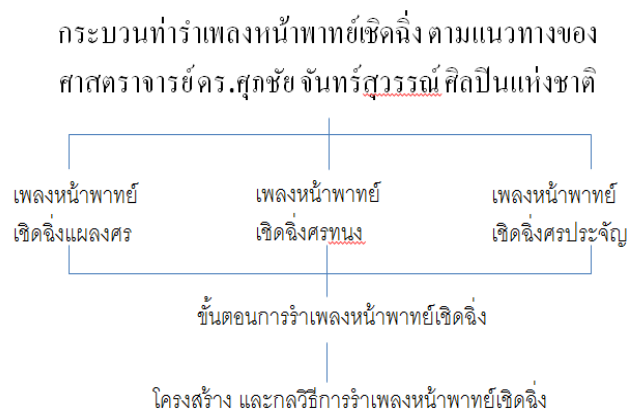 กระบวนท่ารำเพลงหน้าพาทย์เชิดฉิ่ง ตามแนวทางของ
ศาสตราจารย์ ดร.ศุภชัย จันทร์สุวรรณ์ ศิลปินแห่งชาติ
เพลงหน้าพาทย์ เพลงหน้าพาทย์ เพลงหน้าพาทย์
เชิดฉิ่งแผลงศร เชิดฉิ่งศรทนง เชิดฉิ่งศรประจัญ
ขั้นตอนการรำเพลงหน้าพาทย์เชิดฉิ่ง
โครงสร้าง และกลวิธีการรำเพลงหน้าพาทย์เชิดฉิ่ง